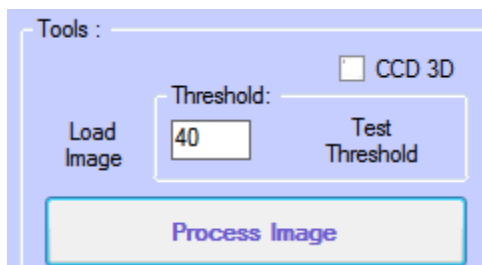 Tools :
CCD 3D
Threshold:
Load
Image
40
Test
Threshold
Process Image